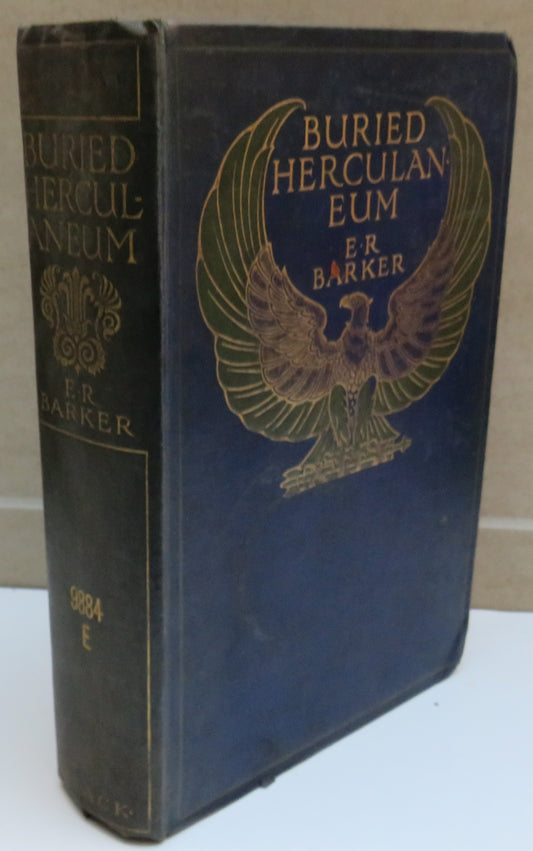 BURIED
HERCUL-
ANEUM
E·R
BARKER
9884
E
BURIED
HERCULAN·
EUM
E·R
BARKER